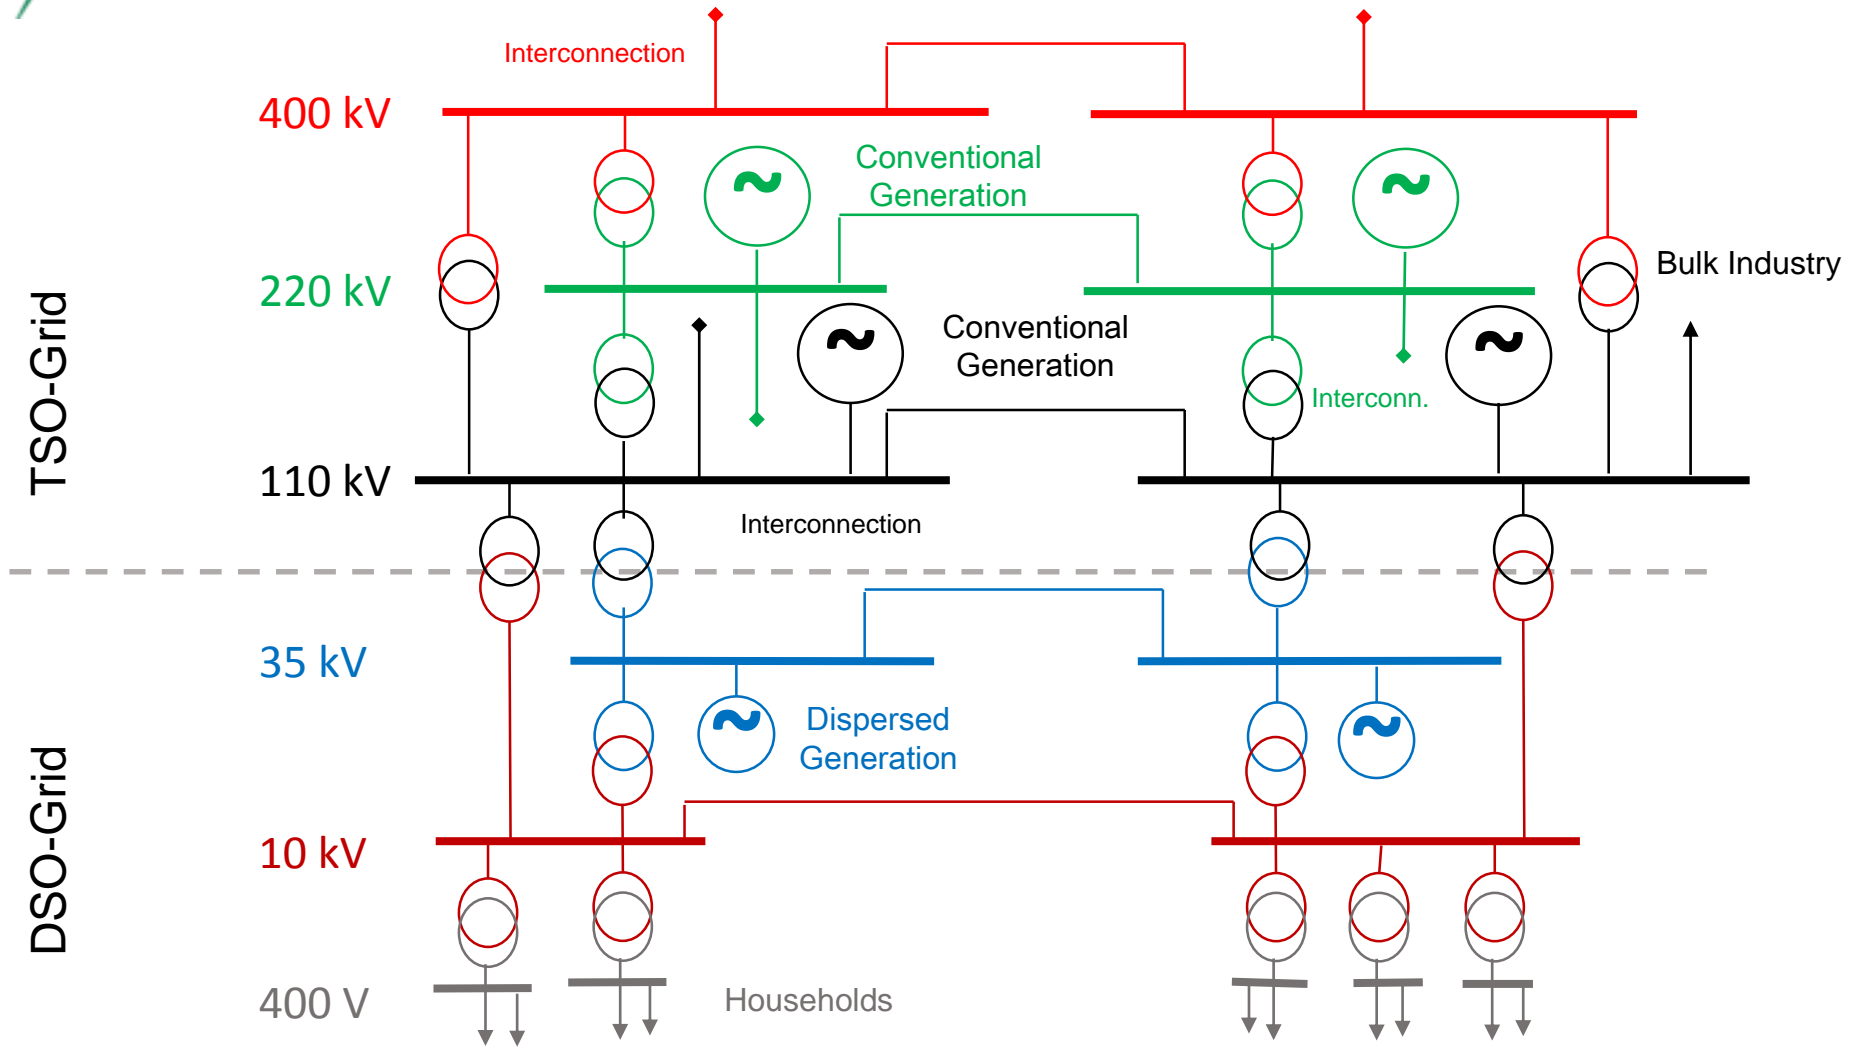 Interconnection
400 kV
Conventional
Generation
Bulk Industry
220 kV
Conventional
Generation
Interconn.
TSO-Grid
110 kV
Interconnection
35 kV
Dispersed
Generation
DSO-Grid
10 kV
400 V
Households